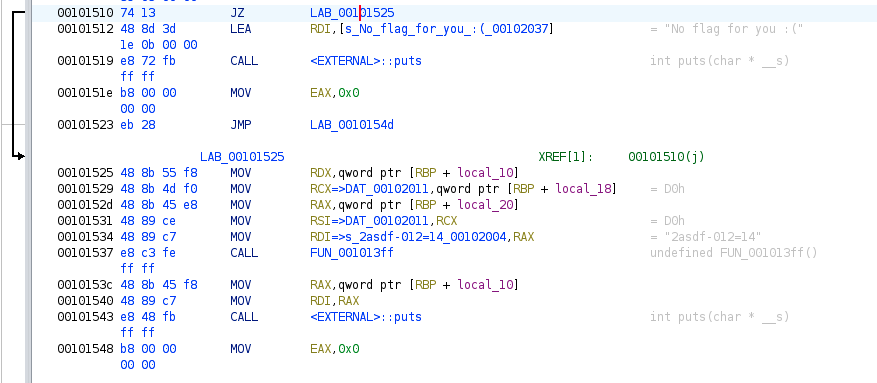 00101510 74 13 JZ LAB_00101525
00101512 48 8d 3d LEA RDI,[s_No_flag_for_you_:(_00102037] = "No flag for you :("
1e 0b 00 00
00101519 e8 72 fb CALL <EXTERNAL>::puts int puts(char * __s)
ff ff
0010151e b8 00 00 MOV EAX,0x0
00 00
00101523 eb 28 JMP LAB_0010154d
LAB_00101525 XREF[1]: 00101510(j)
00101525 48 8b 55 f8 MOV RDX,qword ptr [RBP + local_10]
00101529 48 8b 4d f0 MOV RCX=>DAT_00102011,qword ptr [RBP + local_18] = D0h
0010152d 48 8b 45 e8 MOV RAX,qword ptr [RBP + local_20]
00101531 48 89 ce MOV RSI=>DAT_00102011,RCX = D0h
00101534 48 89 c7 MOV RDI=>s_2asdf-012=14_00102004,RAX = "2asdf-012=14"
00101537 e8 c3 fe CALL FUN_001013ff undefined FUN_001013ff()
ff ff
0010153c 48 8b 45 f8 MOV RAX,qword ptr [RBP + local_10]
00101540 48 89 c7 MOV RDI,RAX
00101543 e8 48 fb CALL <EXTERNAL>::puts int puts(char * __s)
ff ff
00101548 b8 00 00 MOV EAX,0x0
00 00